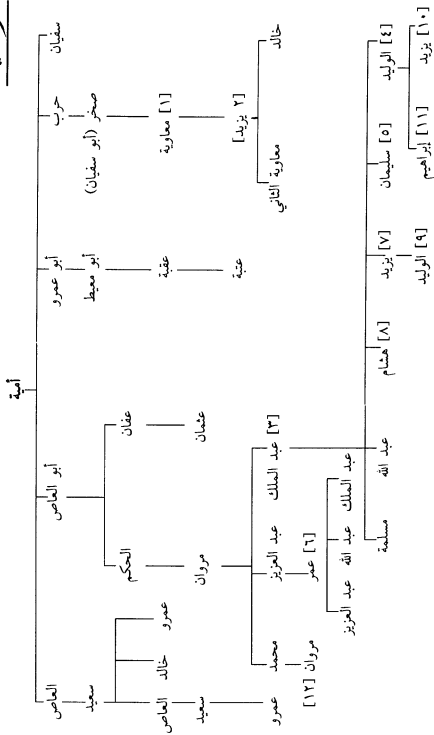 أمية
سفيان
حرب
أبو عمرو
أبو العاص
العاص
صخر (أبو سفيان)
أبو معيط
سعيد
عفان
الحكم
[١] معاوية
عقبة
عمرو
خالد
العاص
عثمان
مروان
سعيد
[٢ يزيد]
عتبة
خالد
معاوية الثاني
عبد الملك [٣]
عبد العزيز
محمد
عمرو
عمر [٦]
مروان [١٢]
عبد الملك
عبد الله
عبد العزيز
[٤] الوليد
[٥] سليمان
[٧] يزيد
[٨] هشام
عبد الله
مسلمة
[١٠] يزيد
[١١] إبراهيم
[٩] الوليد